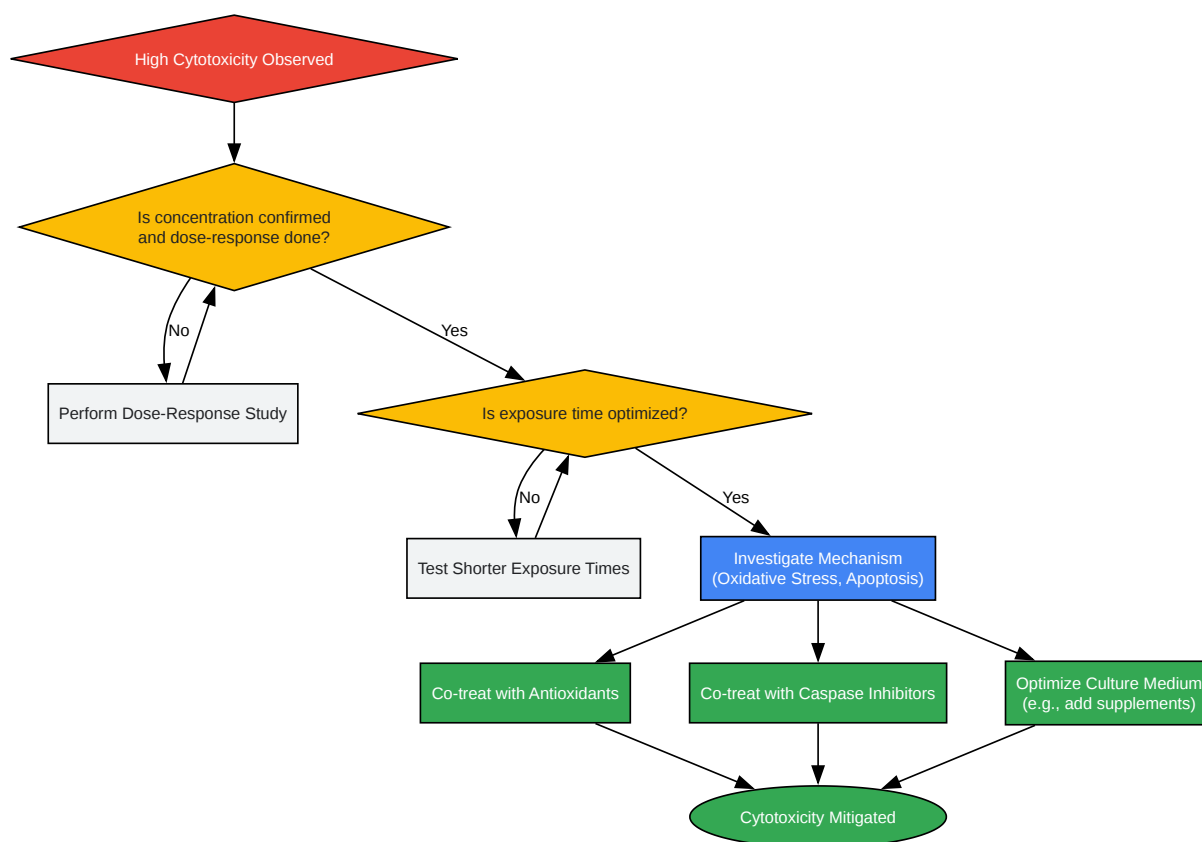 High Cytotoxicity Observed
Is concentration confirmed
and dose-response done?
No
Yes
Perform Dose-Response Study
Is exposure time optimized?
No
Yes
Test Shorter Exposure Times
Investigate Mechanism
(Oxidative Stress, Apoptosis)
Co-treat with Antioxidants
Co-treat with Caspase Inhibitors
Optimize Culture Medium
(e.g., add supplements)
Cytotoxicity Mitigated